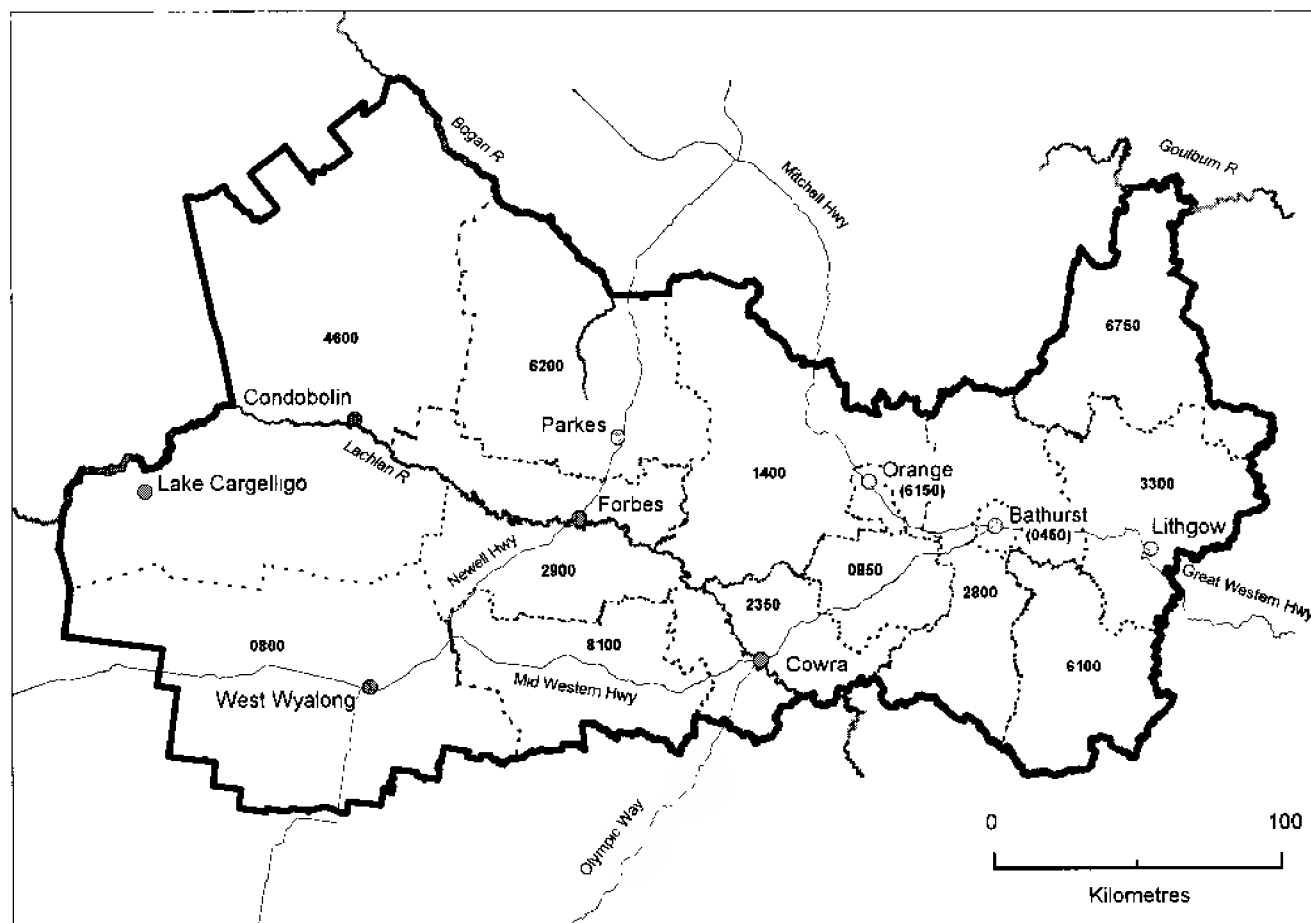 Bogan R
Goulburn R
Mitchell Hwy
6750
4600
6200
Condobolin
Parkes
Lachlan R
1400
Orange
(6150)
3300
Lake Cargelligo
Forbes
Bathurst
(0450)
Lithgow
Newell Hwy
2900
0850
2800
Great Western Hwy
2350
0800
8100
Cowra
6100
West Wyalong
Mid Western Hwy
Olympic Way
0 100
Kilometres